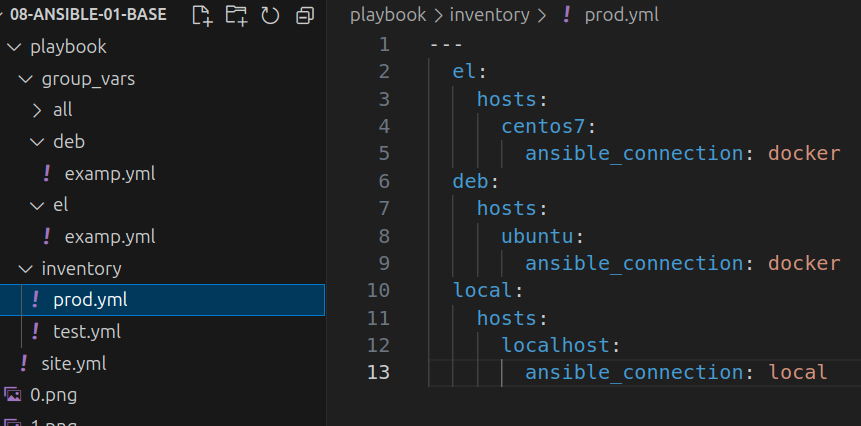 08-ANSIBLE-01-BASE
playbook
group_vars
all
deb
! examp.yml
el
! examp.yml
inventory
! prod.yml
! test.yml
! site.yml
0.png
1.png
playbook > inventory > ! prod.yml
1 ---
2 el:
3 hosts:
4 centos7:
5 ansible_connection: docker
6 deb:
7 hosts:
8 ubuntu:
9 ansible_connection: docker
10 local:
11 hosts:
12 localhost:
13 ansible_connection: local